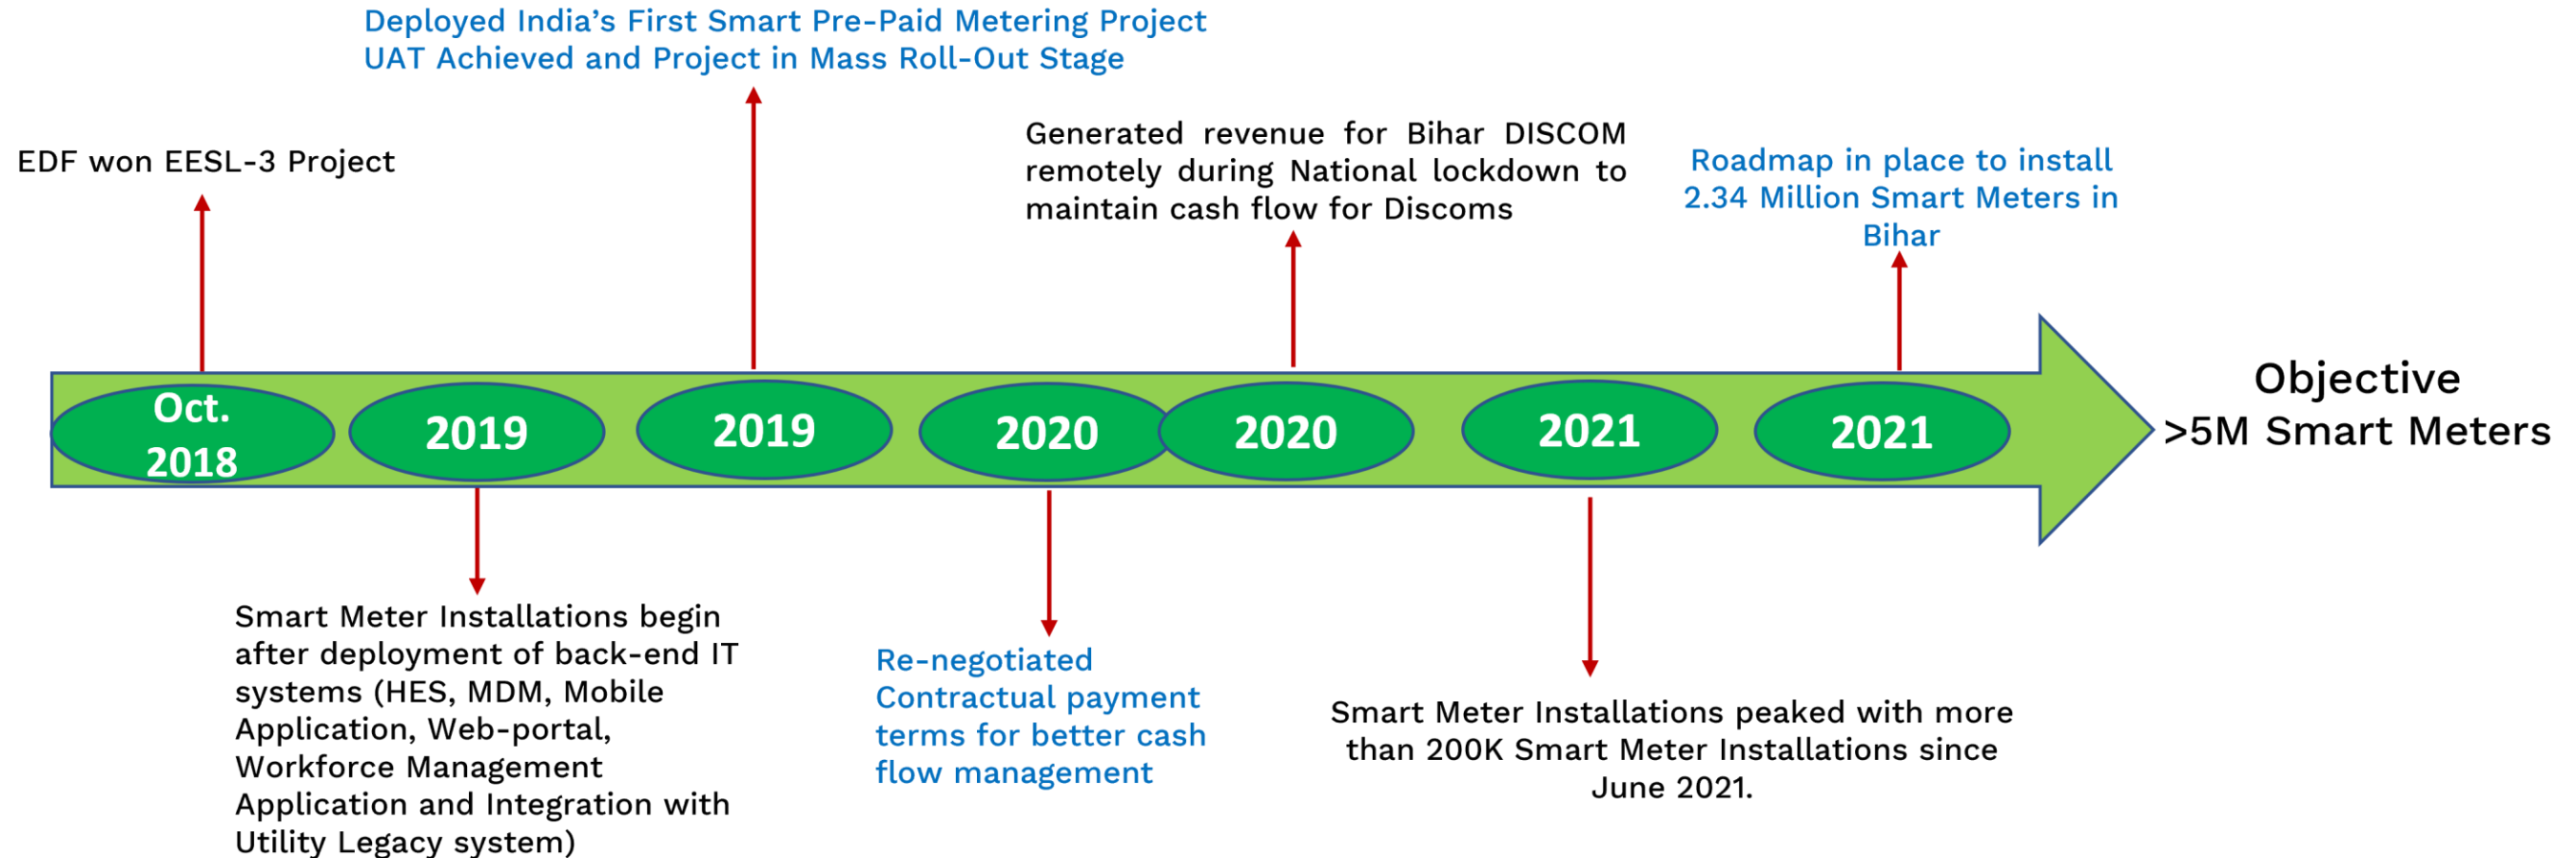 Deployed India's First Smart Pre-Paid Metering Project
UAT Achieved and Project in Mass Roll-Out Stage
EDF won EESL-3 Project
Generated revenue for Bihar DISCOM
remotely during National lockdown to
maintain cash flow for Discoms
Roadmap in place to install
2.34 Million Smart Meters in
Bihar
Oct.
2018
2019
2019
2020
2020
2021
2021
Objective
>5M Smart Meters
Smart Meter Installations begin
after deployment of back-end IT
systems (HES, MDM, Mobile
Application, Web-portal,
Workforce Management
Application and Integration with
Utility Legacy system)
Re-negotiated
Contractual payment
terms for better cash
flow management
Smart Meter Installations peaked with more
than 200K Smart Meter Installations since
June 2021.